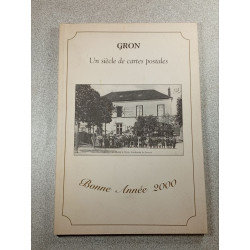 GRON
Un siècle de cartes postales
Bonne Année 2000